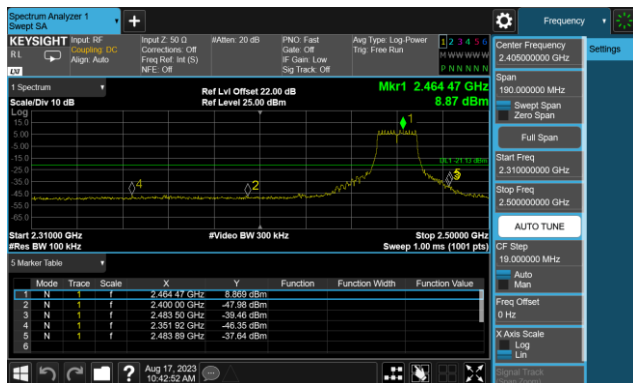 Spectrum Analyzer 1
Swept SA
Frequency
KEYSIGHT
RL
LXI
Input: RF
Coupling: DC
Align: Auto
Input Z: 50 Ω
Corrections: Off
Freq Ref: Int (S)
NFE: Off
#Atten: 20 dB
PNO: Fast
Gate: Off
IF Gain: Low
Sig Track: Off
Avg Type: Log-Power
Trig: Free Run
1 2 3 4 5 6
M W W W W W
P N N N N N
Center Frequency
2.405000000 GHz
Settings
Span
190.000000 MHz
Swept Span
Zero Span
Full Span
Start Freq
2.310000000 GHz
Stop Freq
2.500000000 GHz
AUTO TUNE
CF Step
19.000000 MHz
Auto
Man
Freq Offset
0 Hz
X Axis Scale
Log
Lin
Signal Track
1 Spectrum
Scale/Div 10 dB
Log
Ref Lvl Offset 22.00 dB
Ref Level 25.00 dBm
Mkr1 2.464 47 GHz
8.87 dBm
15.0
5.00
-5.00
-15.0
-25.0
-35.0
-45.0
-55.0
-65.0
1
DL1 -21.13 dBm
4
2
5
Start 2.31000 GHz
#Res BW 100 kHz
#Video BW 300 kHz
Stop 2.50000 GHz
Sweep 1.00 ms (1001 pts)
5 Marker Table
Mode Trace Scale X Y Function Function Width Function Value
1 N 1 f 2.464 47 GHz 8.869 dBm
2 N 1 f 2.400 00 GHz -47.98 dBm
3 N 1 f 2.483 50 GHz -39.46 dBm
4 N 1 f 2.351 92 GHz -46.35 dBm
5 N 1 f 2.483 89 GHz -37.64 dBm
6
?
Aug 17, 2023
10:42:52 AM